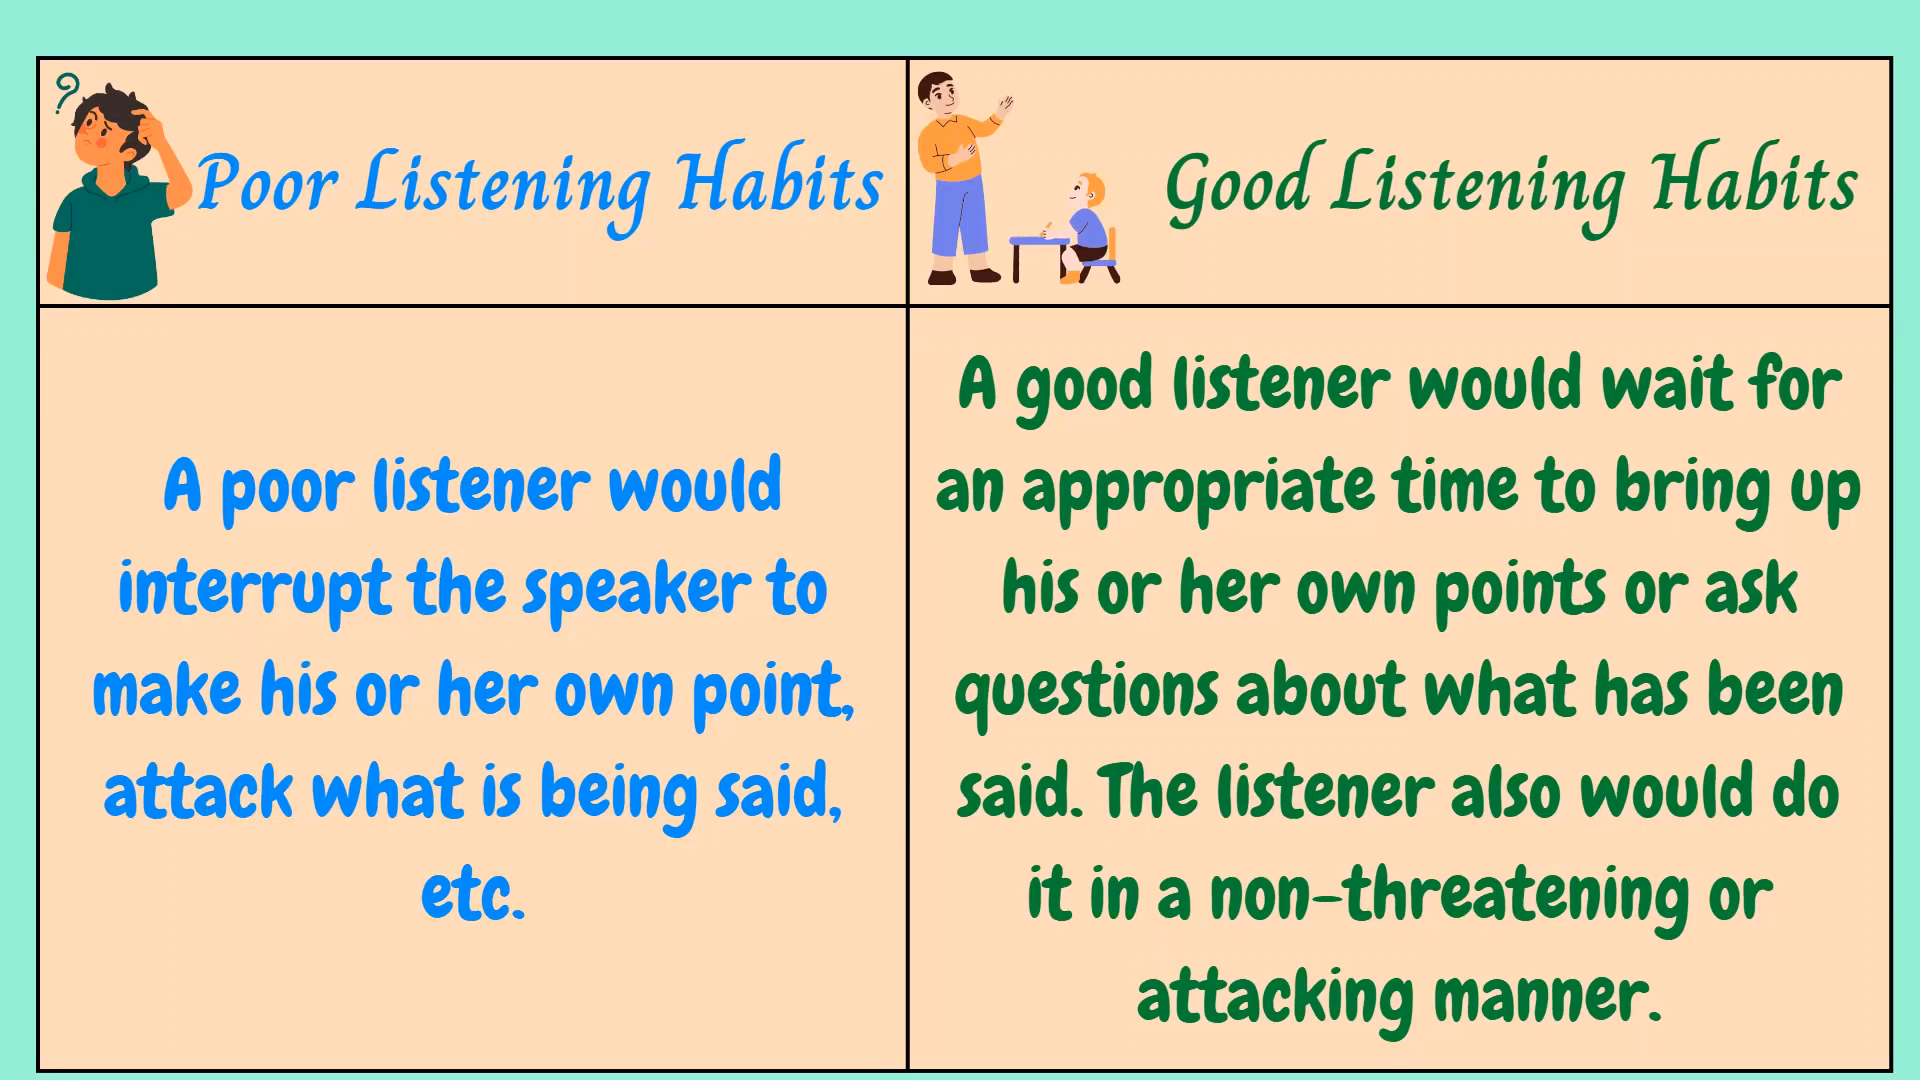 ?
Poor Listening Habits
Good Listening Habits
A poor listener would
interrupt the speaker to
make his or her own point,
attack what is being said,
etc.
A good listener would wait for
an appropriate time to bring up
his or her own points or ask
questions about what has been
said. The listener also would do
it in a non-threatening or
attacking manner.